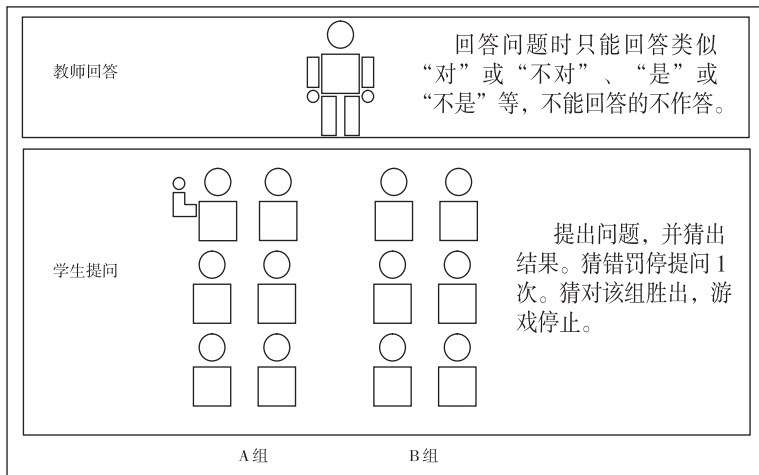 教师回答
回答问题时只能回答类似
“对”或“不对”、“是”或
“不是”等，不能回答的不作答。
学生提问
提出问题，并猜出
结果。猜错罚停提问1
次。猜对该组胜出，游
戏停止。
A组
B组